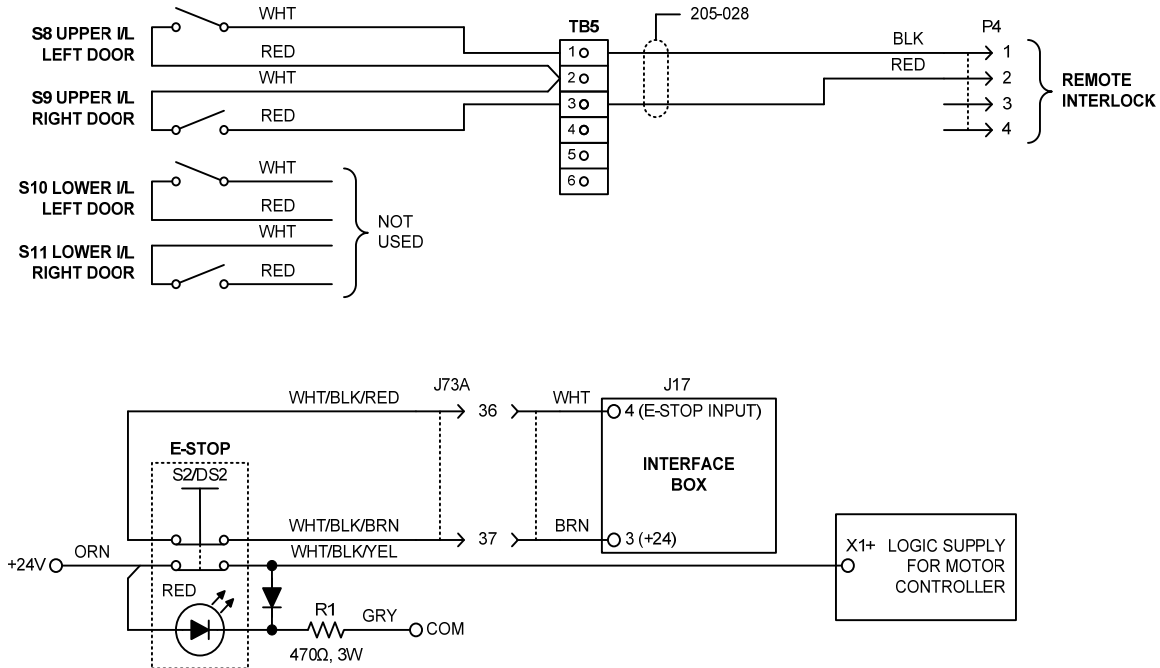 S8 UPPER I/L
LEFT DOOR
WHT
RED
WHT
S9 UPPER I/L
RIGHT DOOR
RED
TB5
1
2
3
4
5
6
205-028
BLK
RED
P4
1
2
3
4
REMOTE
INTERLOCK
S10 LOWER I/L
LEFT DOOR
WHT
RED
WHT
S11 LOWER I/L
RIGHT DOOR
RED
NOT
USED
WHT/BLK/RED
J73A
36
WHT
J17
4 (E-STOP INPUT)
INTERFACE
BOX
E-STOP
S2/DS2
WHT/BLK/BRN
37
BRN
3 (+24)
+24V
ORN
WHT/BLK/YEL
X1+
LOGIC SUPPLY
FOR MOTOR
CONTROLLER
RED
R1
470Ω, 3W
GRY
COM